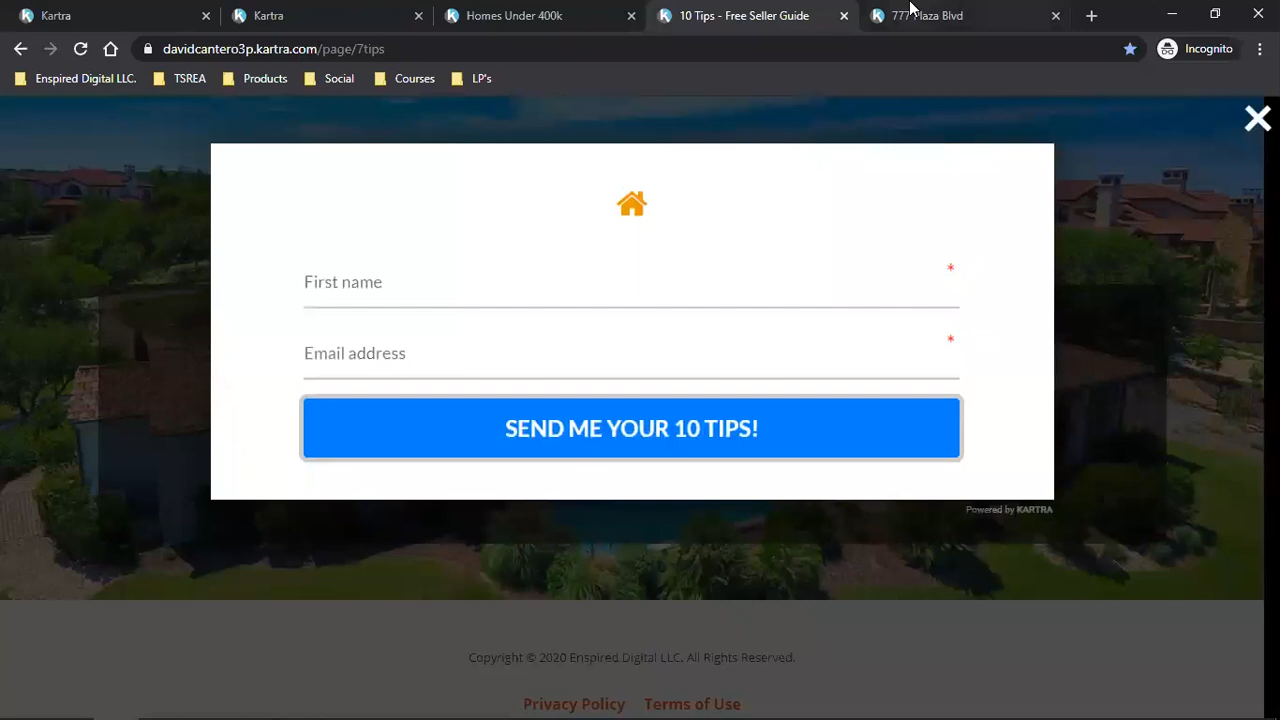 Kartra
Kartra
Homes Under 400k
10 Tips - Free Seller Guide
777 Plaza Blvd
davidcantero3p.kartra.com/page/7tips
Incognito
Enspired Digital LLC.
TSREA
Products
Social
Courses
LP's
First name *
Email address *
SEND ME YOUR 10 TIPS!
Powered by KARTRA
Copyright © 2020 Enspired Digital LLC. All Rights Reserved.
Privacy Policy Terms of Use